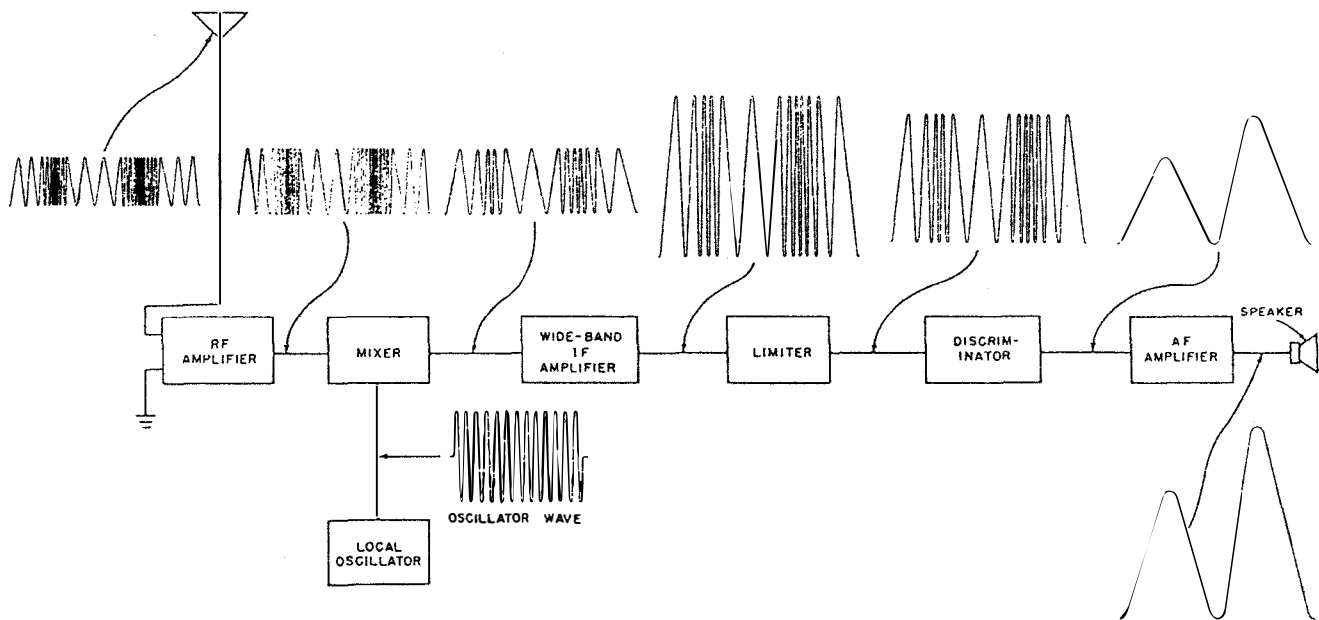 SPEAKER
RF
AMPLIFIER
MIXER
WIDE-BAND
IF
AMPLIFIER
LIMITER
DISCRIM-
INATOR
AF
AMPLIFIER
OSCILLATOR WAVE
LOCAL
OSCILLATOR